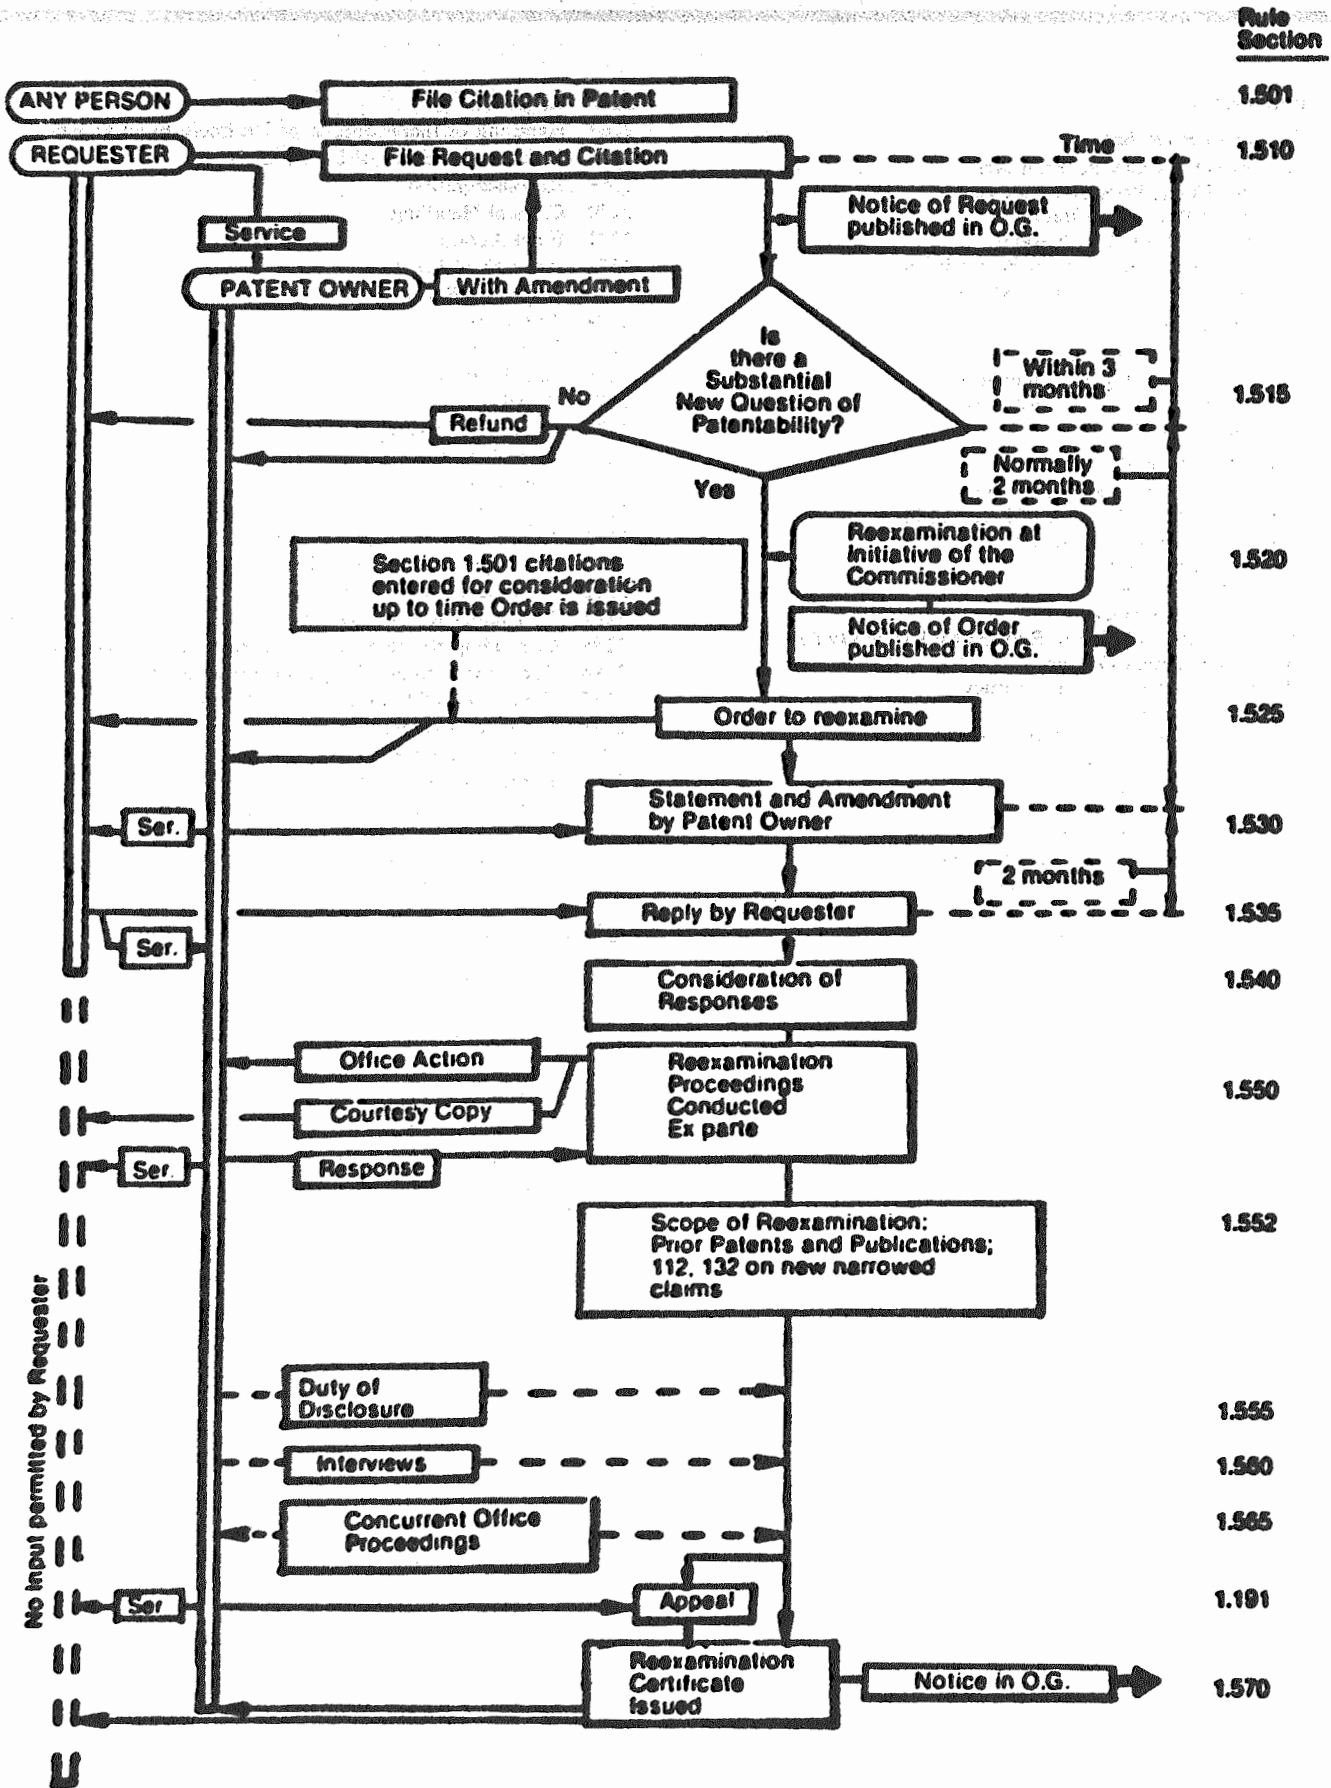 Rule
Section
ANY PERSON
File Citation in Patent
1.501
REQUESTER
File Request and Citation
Time
1.510
Notice of Request
published in O.G.
Service
PATENT OWNER
With Amendment
Is
there a
Substantial
New Question of
Patentability?
No
Refund
Within 3
months
1.515
Normally
2 months
Yes
Reexamination at
Initiative of the
Commissioner
1.520
Section 1.501 citations
entered for consideration
up to time Order is issued
Notice of Order
published in O.G.
Order to reexamine
1.525
Statement and Amendment
by Patent Owner
Ser.
1.530
2 months
Reply by Requester
1.535
Ser.
Consideration of
Responses
1.540
Office Action
Reexamination
Proceedings
Conducted
Ex parte
1.550
Courtesy Copy
Ser.
Response
Scope of Reexamination:
Prior Patents and Publications;
112, 132 on new narrowed
claims
1.552
No input permitted by Requester
Duty of
Disclosure
1.555
Interviews
1.560
Concurrent Office
Proceedings
1.565
Ser
Appeal
1.191
Reexamination
Certificate
Issued
Notice in O.G.
1.570